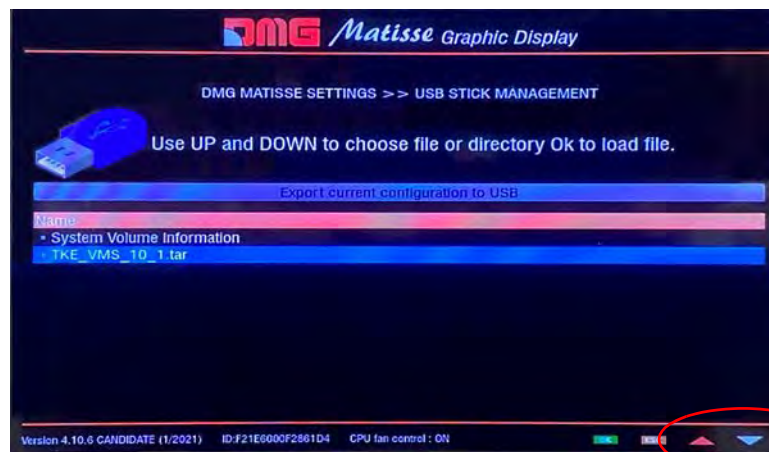 DMG Matisse Graphic Display
DMG MATISSE SETTINGS >> USB STICK MANAGEMENT
Use UP and DOWN to choose file or directory Ok to load file.
Export current configuration to USB
Name
System Volume Information
TKE_VMS_10_1.tar
Version 4.10.6 CANDIDATE (1/2021) ID:F21E6000F2861D4 CPU fan control : ON OK ESC